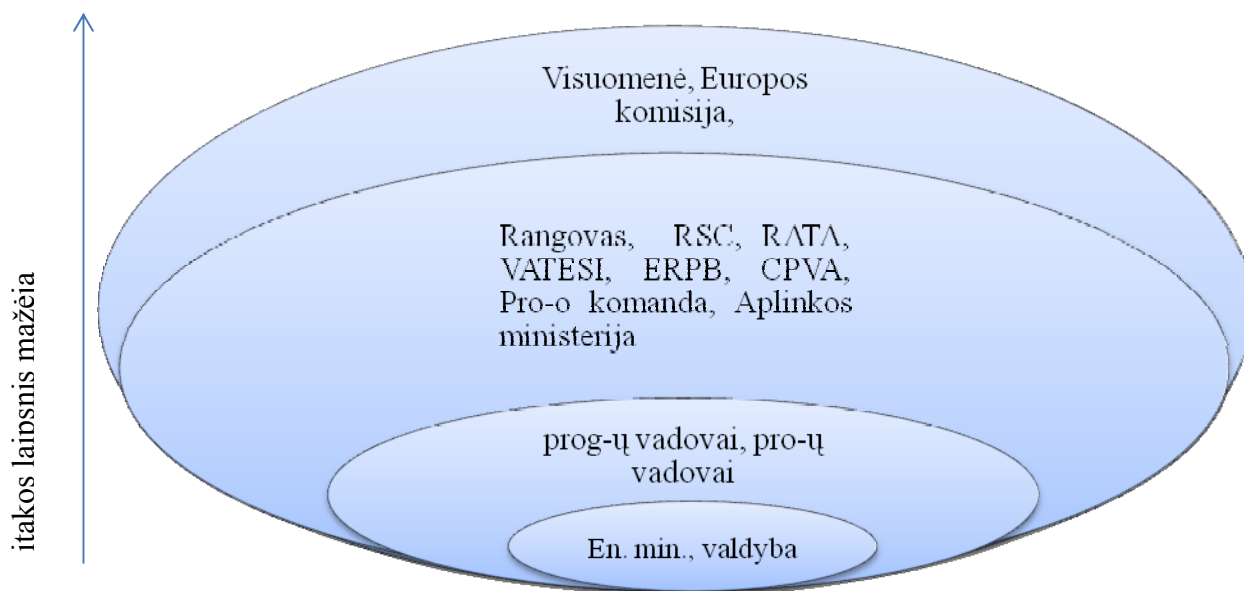 Visuomenė, Europos
komisija,
Rangovas, RSC, RATA,
VATESI, ERPB, CPVA,
Pro-o komanda, Aplinkos
ministerija
prog-ų vadovai, pro-ų
vadovai
En. min., valdyba
itakos laipsnis mažėja